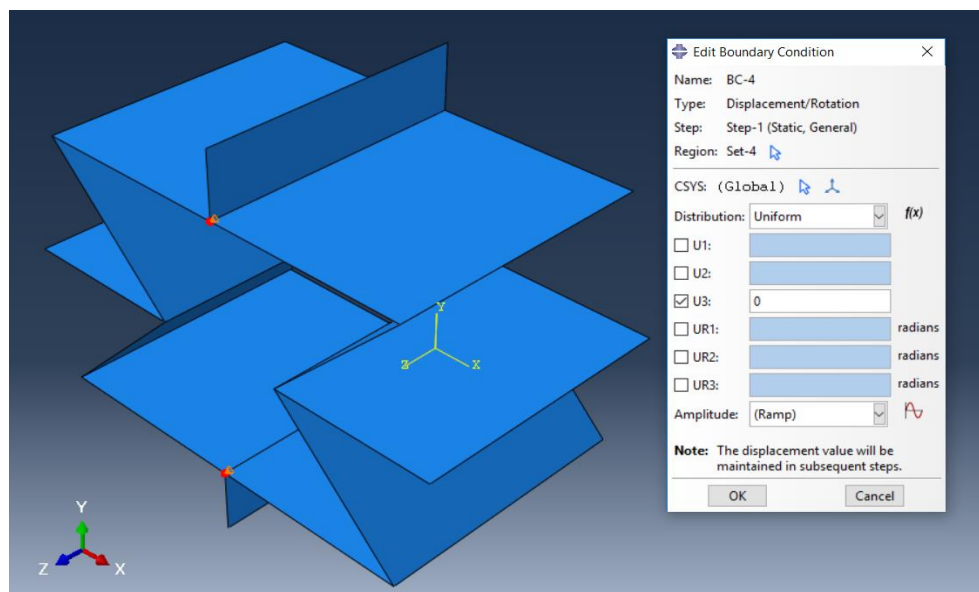 Edit Boundary Condition
Name: BC-4
Type: Displacement/Rotation
Step: Step-1 (Static, General)
Region: Set-4
CSYS: (Global)
Distribution: Uniform f(x)
U1:
U2:
U3: 0
UR1: radians
UR2: radians
UR3: radians
Amplitude: (Ramp)
Note: The displacement value will be
maintained in subsequent steps.
OK Cancel
Y
Z X
Y
Z X